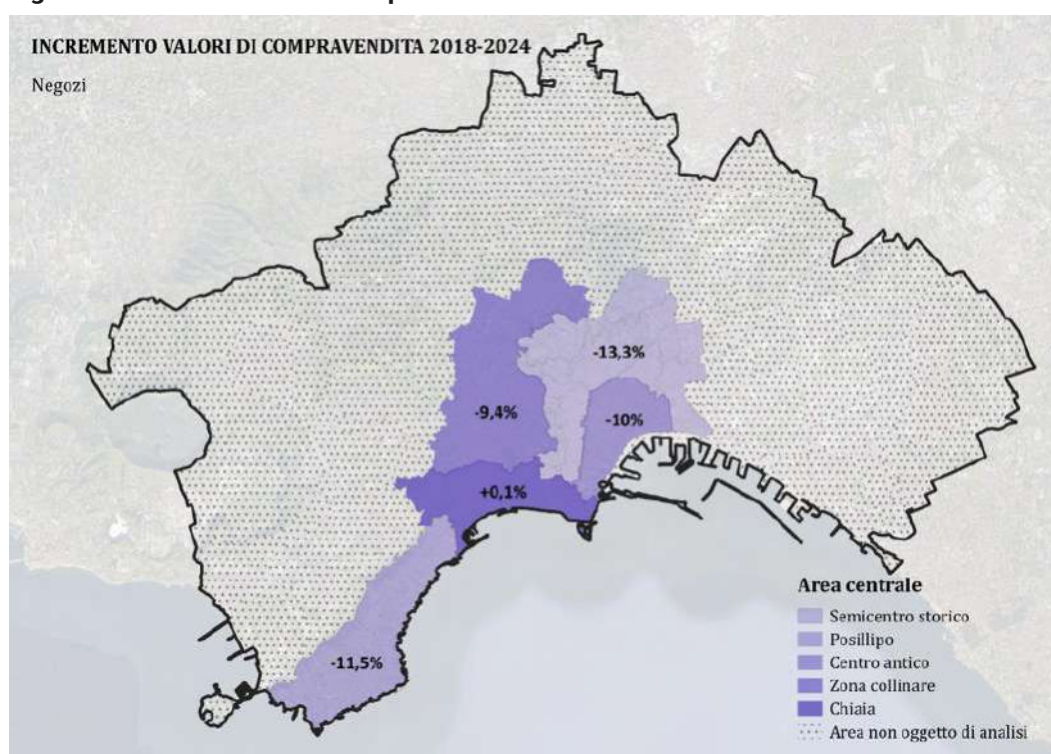 INCREMENTO VALORI DI COMPRAVENDITA 2018-2024
Negozi
-13,3%
-9,4%
-10%
+0,1%
-11,5%
Area centrale
Semicentro storico
Posillipo
Centro antico
Zona collinare
Chiaia
Area non oggetto di analisi